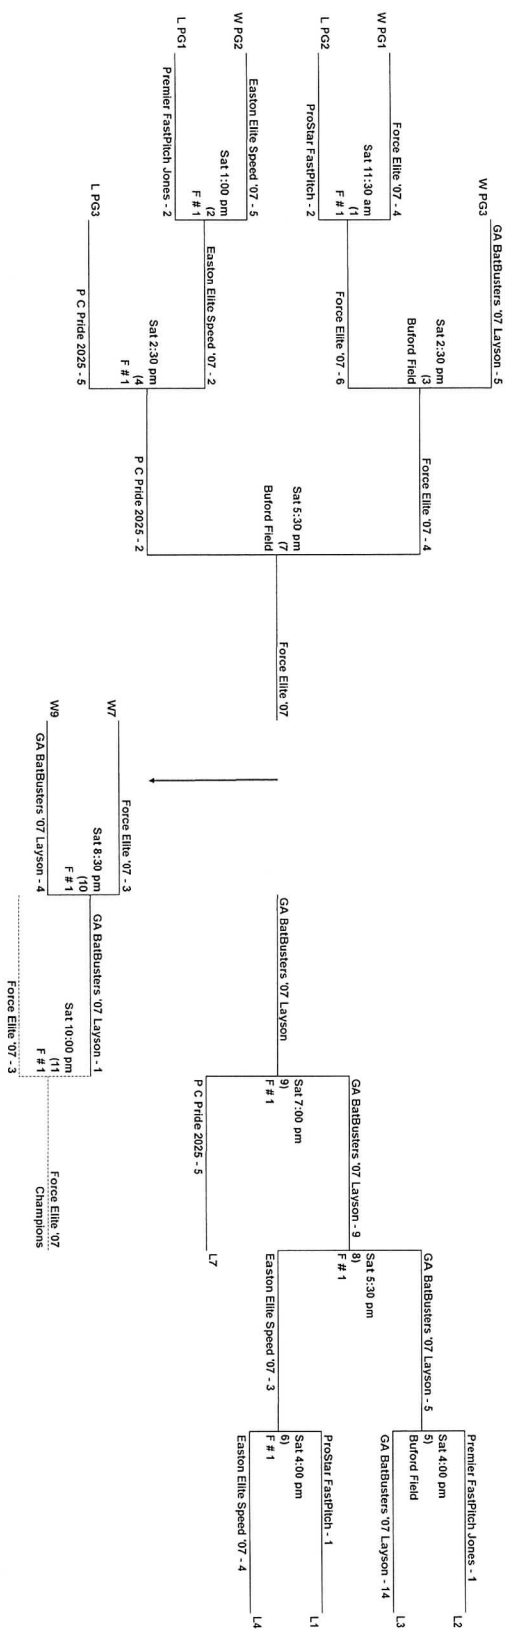 W PG3
GA BatBusters '07 Layson - 5
Sat 2:30 pm
(3
Buford Field
W PG1
Force Elite '07 - 4
Sat 11:30 am
(1
F # 1
L PG2
ProStar FastPitch - 2
Force Elite '07 - 6
Force Elite '07 - 4
W PG2
Easton Elite Speed '07 - 5
Sat 1:00 pm
(2
F # 1
L PG1
Premier FastPitch Jones - 2
Easton Elite Speed '07 - 2
Sat 2:30 pm
(4
F # 1
L PG3
P C Pride 2025 - 5
P C Pride 2025 - 2
Sat 5:30 pm
(7
Buford Field
Force Elite '07
W7
Force Elite '07 - 3
Sat 8:30 pm
(10
F # 1
W9
GA BatBusters '07 Layson - 4
GA BatBusters '07 Layson - 1
Sat 10:00 pm
(11
F # 1
Force Elite '07 - 3
Force Elite '07
Champions
GA BatBusters '07 Layson
Sat 7:00 pm
9)
F # 1
GA BatBusters '07 Layson - 9
P C Pride 2025 - 5
L7
Sat 5:30 pm
8)
F # 1
GA BatBusters '07 Layson - 5
Easton Elite Speed '07 - 3
Premier FastPitch Jones - 1
L2
Sat 4:00 pm
5)
Buford Field
GA BatBusters '07 Layson - 14
L3
ProStar FastPitch - 1
L1
Sat 4:00 pm
6)
F # 1
Easton Elite Speed '07 - 4
L4